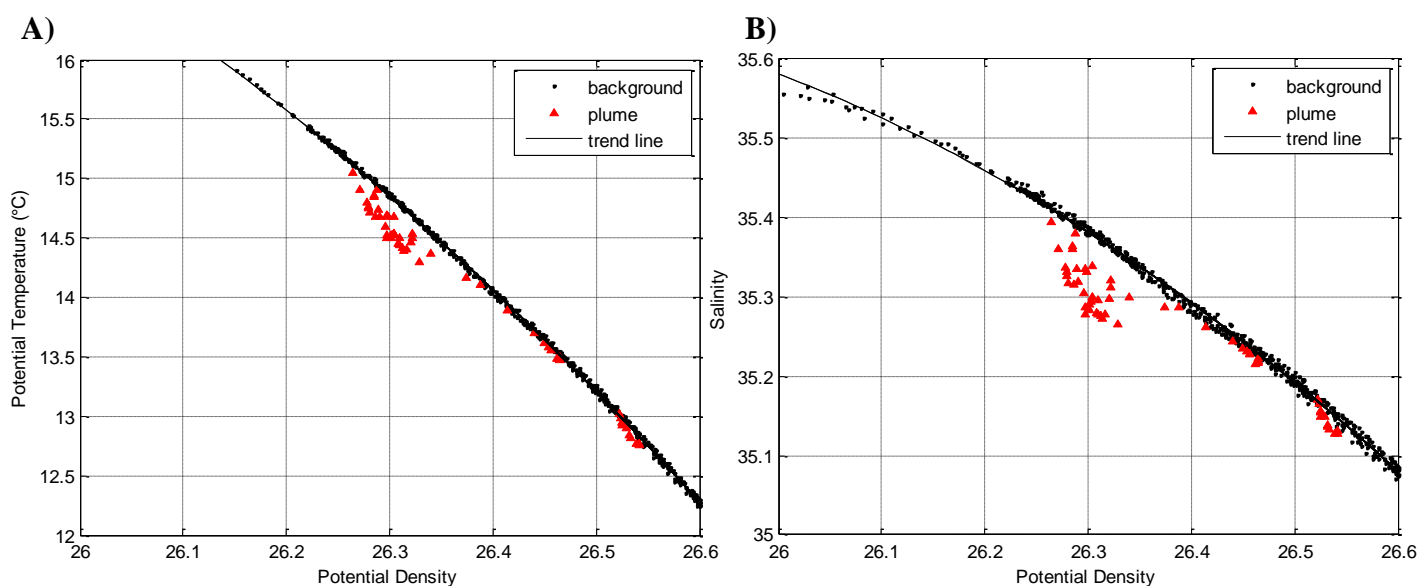 A)
16
15.5
15
14.5
14
13.5
13
12.5
12
Potential Temperature (°C)
26
26.1
26.2
26.3
26.4
26.5
26.6
Potential Density
background
plume
trend line
B)
35.6
35.5
35.4
35.3
35.2
35.1
35
Salinity
26
26.1
26.2
26.3
26.4
26.5
26.6
Potential Density
background
plume
trend line